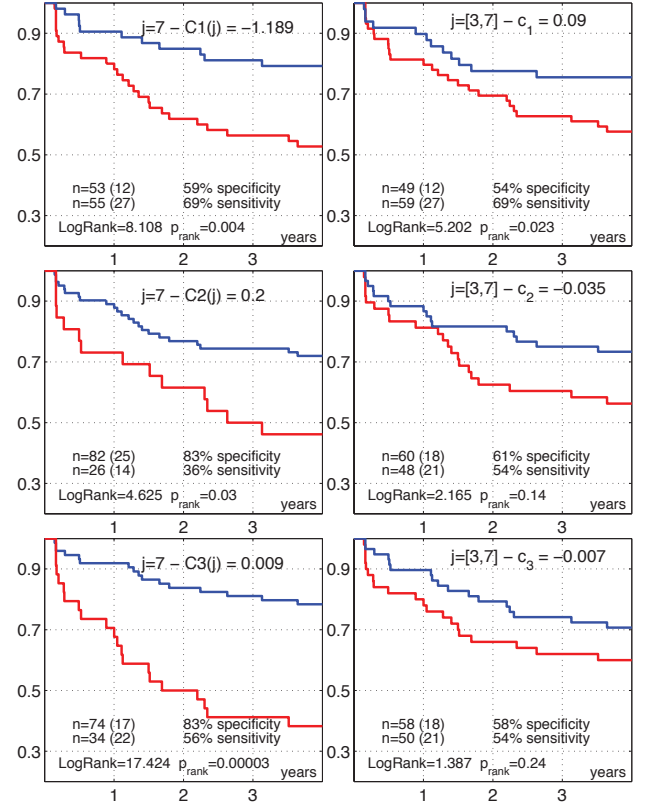 j=7 − C1(j) = −1.189
0.9
0.7
0.5
n=53 (12) 59% specificity
n=55 (27) 69% sensitivity
0.3
LogRank=8.108 p_rank=0.004 years
1 2 3
j=[3,7] − c_1 = 0.09
0.9
0.7
0.5
n=49 (12) 54% specificity
n=59 (27) 69% sensitivity
0.3
LogRank=5.202 p_rank=0.023 years
1 2 3
j=7 − C2(j) = 0.2
0.9
0.7
0.5
n=82 (25) 83% specificity
n=26 (14) 36% sensitivity
0.3
LogRank=4.625 p_rank=0.03 years
1 2 3
j=[3,7] − c_2 = −0.035
0.9
0.7
0.5
n=60 (18) 61% specificity
n=48 (21) 54% sensitivity
0.3
LogRank=2.165 p_rank=0.14 years
1 2 3
j=7 − C3(j) = 0.009
0.9
0.7
0.5
n=74 (17) 83% specificity
n=34 (22) 56% sensitivity
0.3
LogRank=17.424 p_rank=0.00003 years
1 2 3
j=[3,7] − c_3 = −0.007
0.9
0.7
0.5
n=58 (18) 58% specificity
n=50 (21) 54% sensitivity
0.3
LogRank=1.387 p_rank=0.24 years
1 2 3